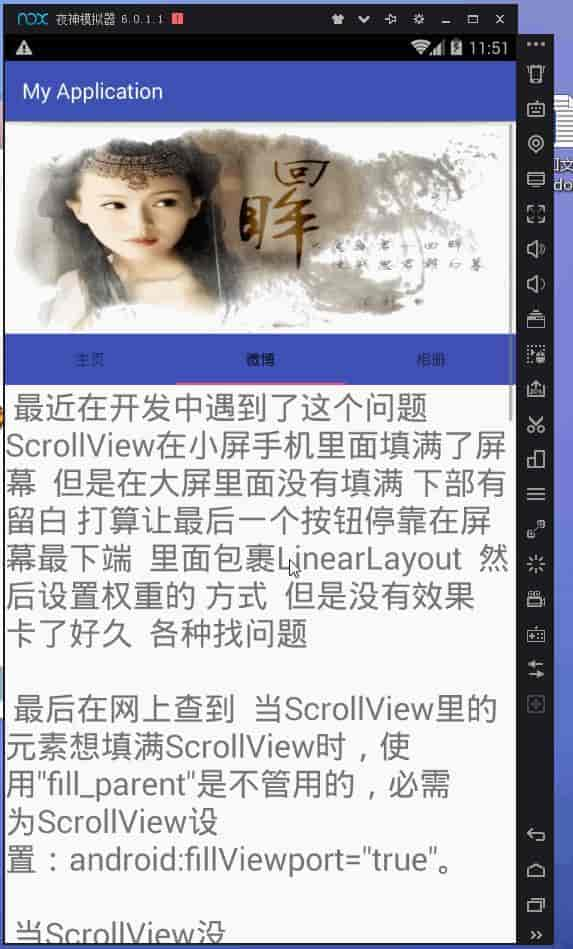 nox 夜神模拟器 6.0.1.1
11:51
My Application
回
眸
主页 微博 相册
最近在开发中遇到了这个问题
ScrollView在小屏手机里面填满了屏
幕 但是在大屏里面没有填满 下部有
留白 打算让最后一个按钮停靠在屏
幕最下端 里面包裹LinearLayout 然
后设置权重的 方式 但是没有效果
卡了好久 各种找问题
最后在网上查到 当ScrollView里的
元素想填满ScrollView时，使
用"fill_parent"是不管用的，必需
为ScrollView设
置：android:fillViewport="true"。
当ScrollView没